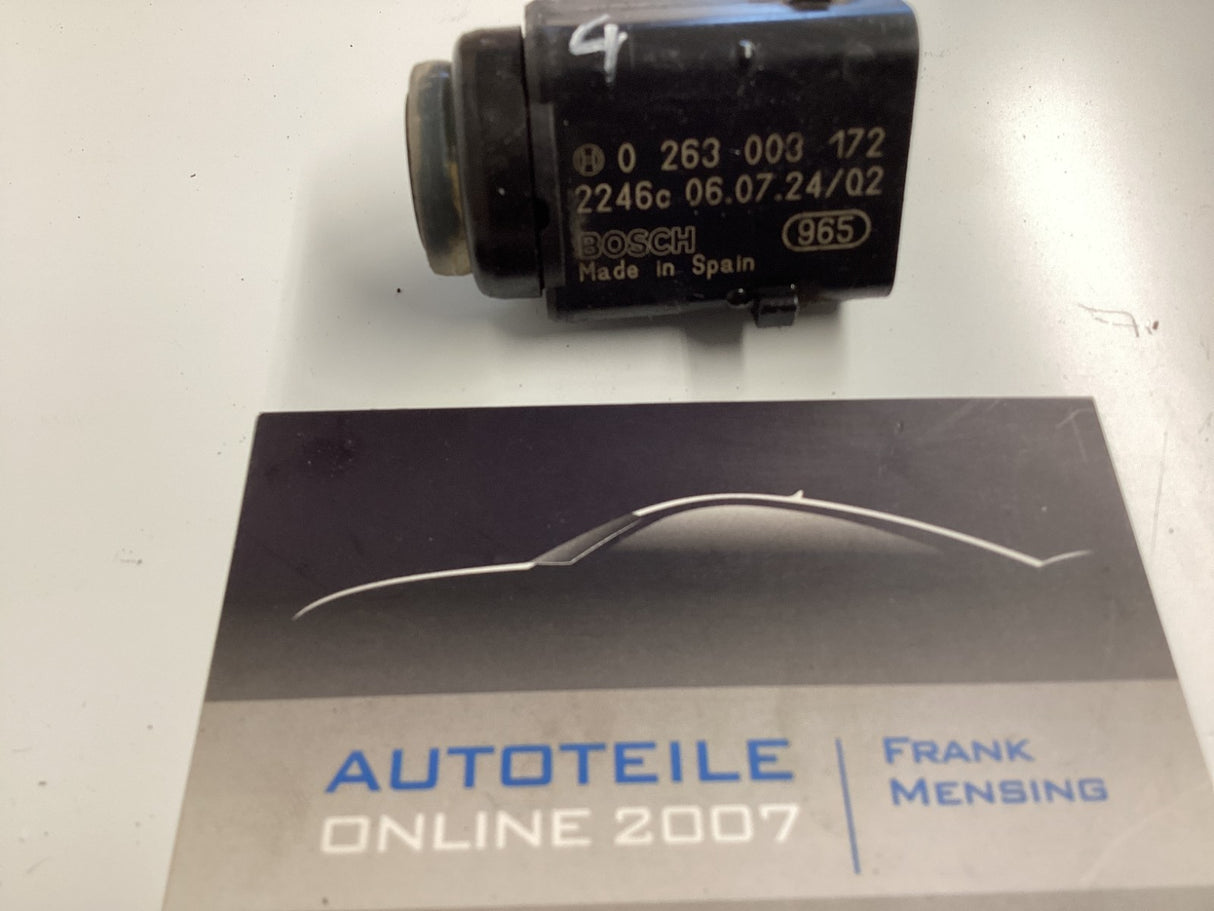 4
0 263 003 172
2246c 06.07.24/02
BOSCH
965
Made in Spain
AUTOTEILE
ONLINE 2007
FRANK
MENSING